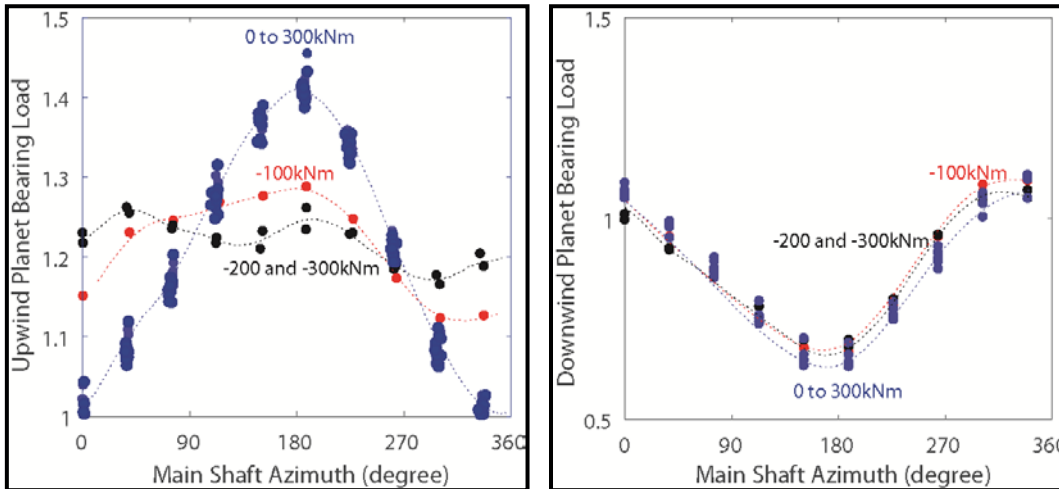 Upwind Planet Bearing Load
1.5
1.4
1.3
1.2
1.1
1
0 to 300kNm
-100kNm
-200 and -300kNm
0
90
180
270
360
Main Shaft Azimuth (degree)
Downwind Planet Bearing Load
1.5
1
0.5
-100kNm
-200 and -300kNm
0 to 300kNm
0
90
180
270
360
Main Shaft Azimuth (degree)